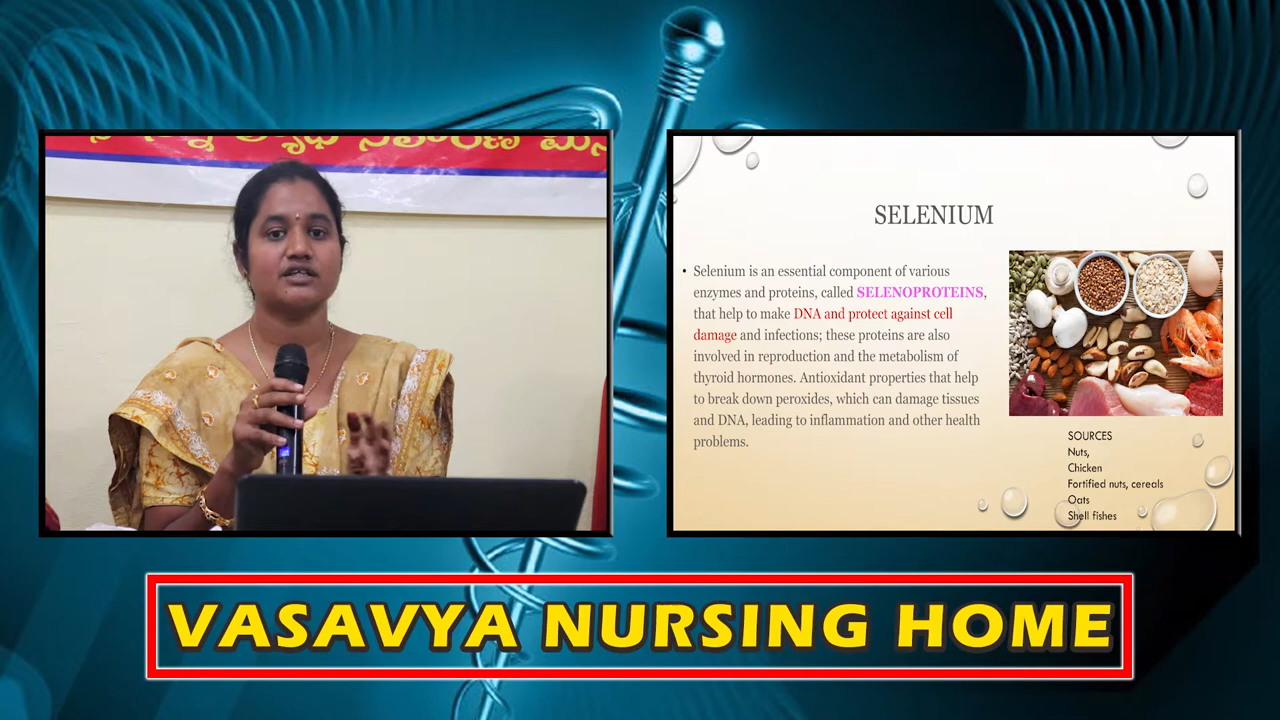 SELENIUM
• Selenium is an essential component of various
enzymes and proteins, called SELENOPROTEINS,
that help to make DNA and protect against cell
damage and infections; these proteins are also
involved in reproduction and the metabolism of
thyroid hormones. Antioxidant properties that help
to break down peroxides, which can damage tissues
and DNA, leading to inflammation and other health
problems.
SOURCES
Nuts,
Chicken
Fortified nuts, cereals
Oats
Shell fishes
VASAVYA NURSING HOME